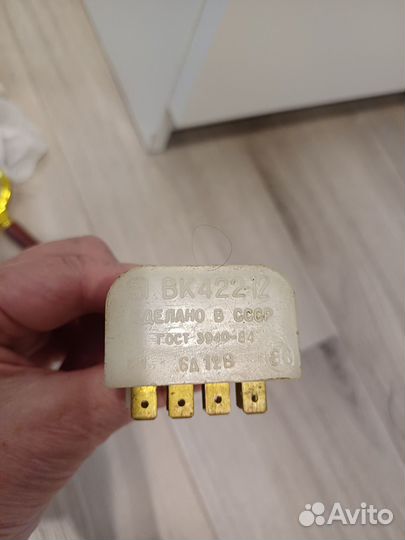 ВК422-12
СДЕЛАНО В СССР
ГОСТ 3940-84
6А 12В
Avito